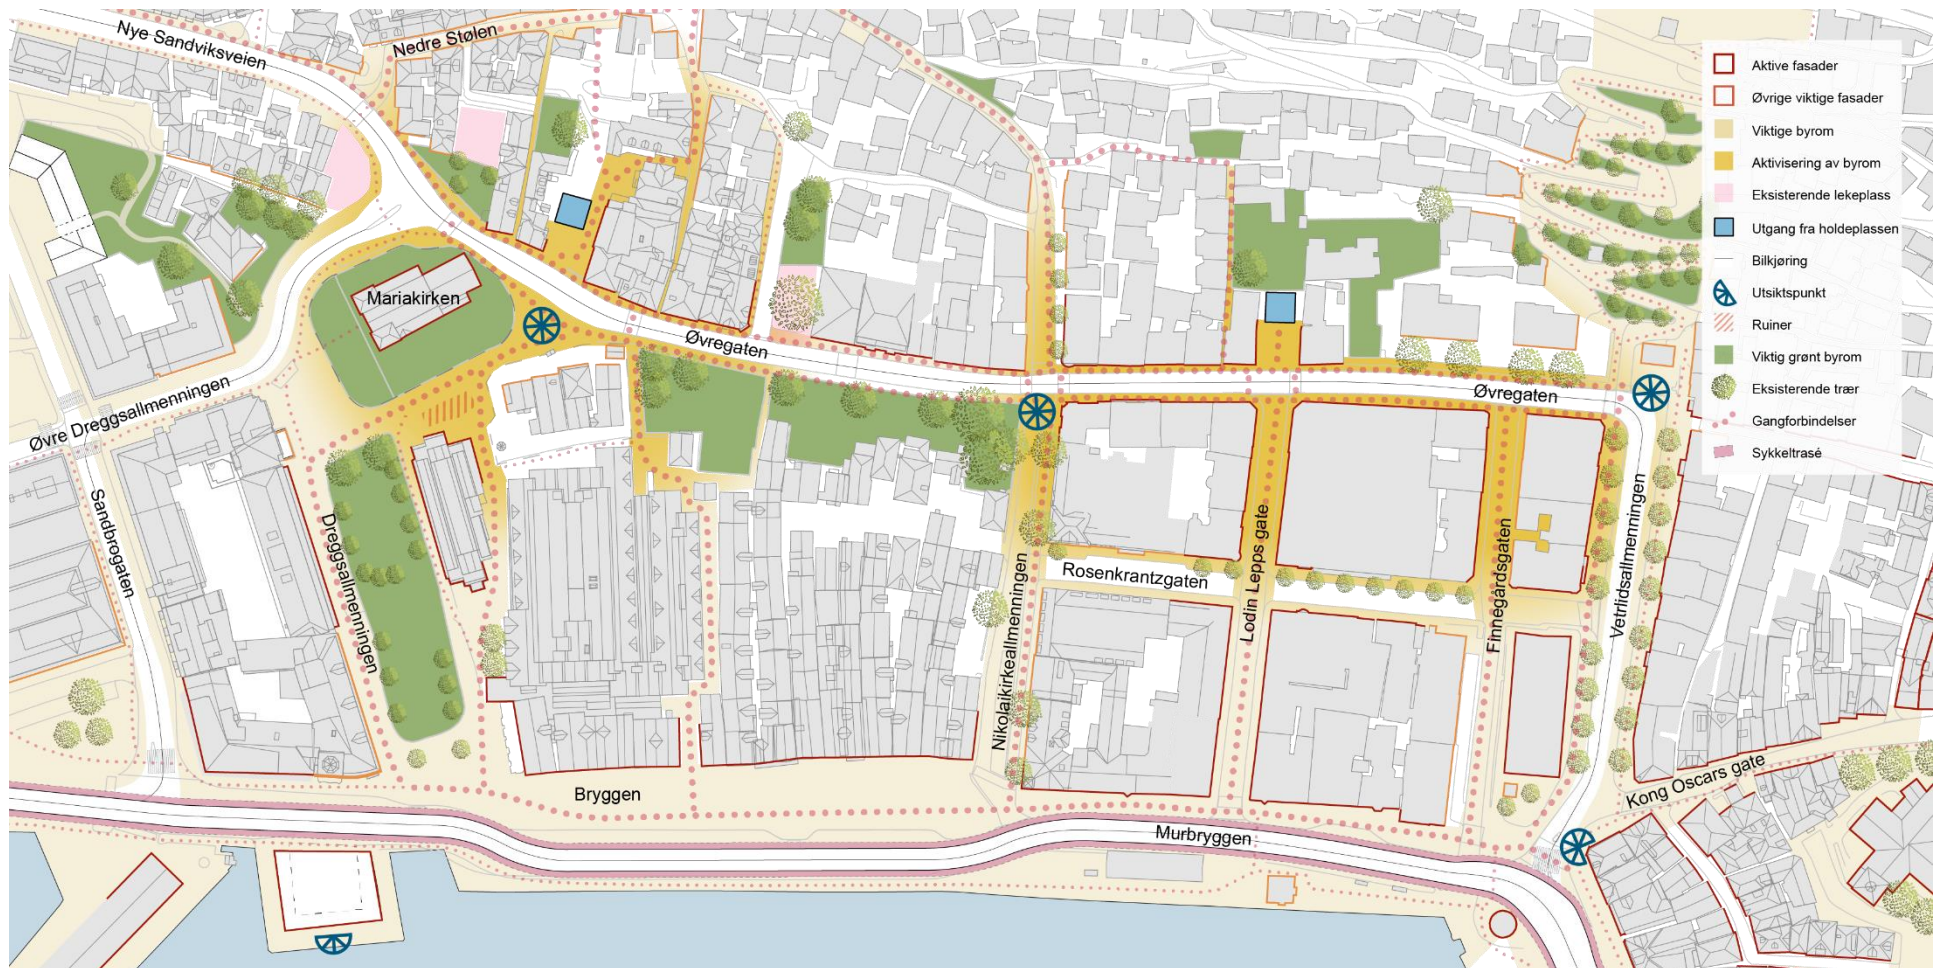 Nye Sandviksveien
Nedre Stølen
Mariakirken
Øvregaten
Øvregaten
Øvre Dreggsallmenningen
Sandbrogaten
Dreggsallmenningen
Nikolaikirkeallmenningen
Rosenkrantzgaten
Lodin Lepps gate
Finnegårdsgaten
Vetrlidsallmenningen
Bryggen
Murbryggen
Kong Oscars gate
Aktive fasader
Øvrige viktige fasader
Viktige byrom
Aktivisering av byrom
Eksisterende lekeplass
Utgang fra holdeplassen
Bilkjøring
Utsiktspunkt
Ruiner
Viktig grønt byrom
Eksisterende trær
Gangforbindelser
Sykkeltrasé